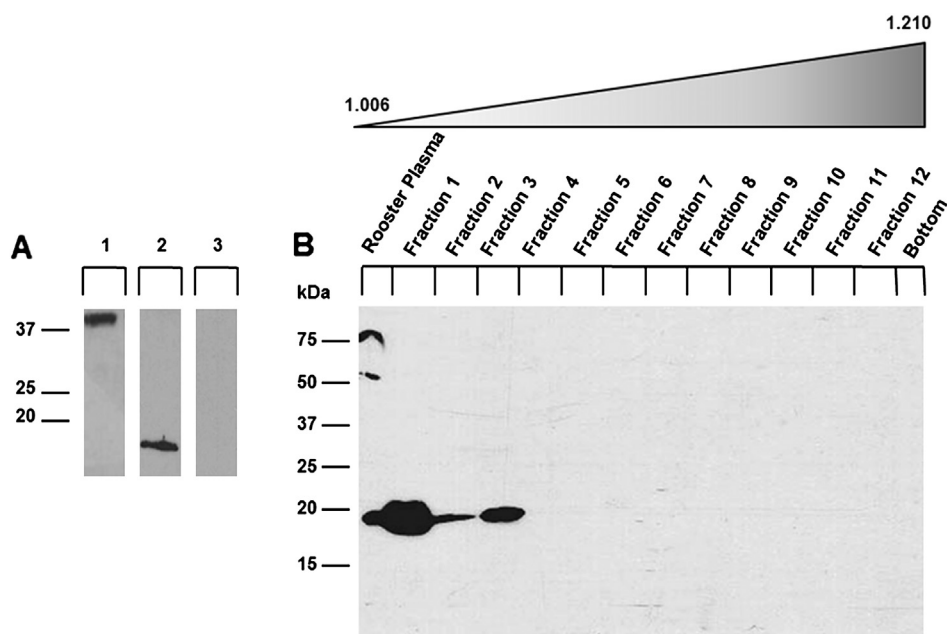 1.210
1.006
Rooster Plasma
Fraction 1
Fraction 2
Fraction 3
Fraction 4
Fraction 5
Fraction 6
Fraction 7
Fraction 8
Fraction 9
Fraction 10
Fraction 11
Fraction 12
Bottom
A 1 2 3
37
25
20
B
kDa
75
50
37
25
20
15